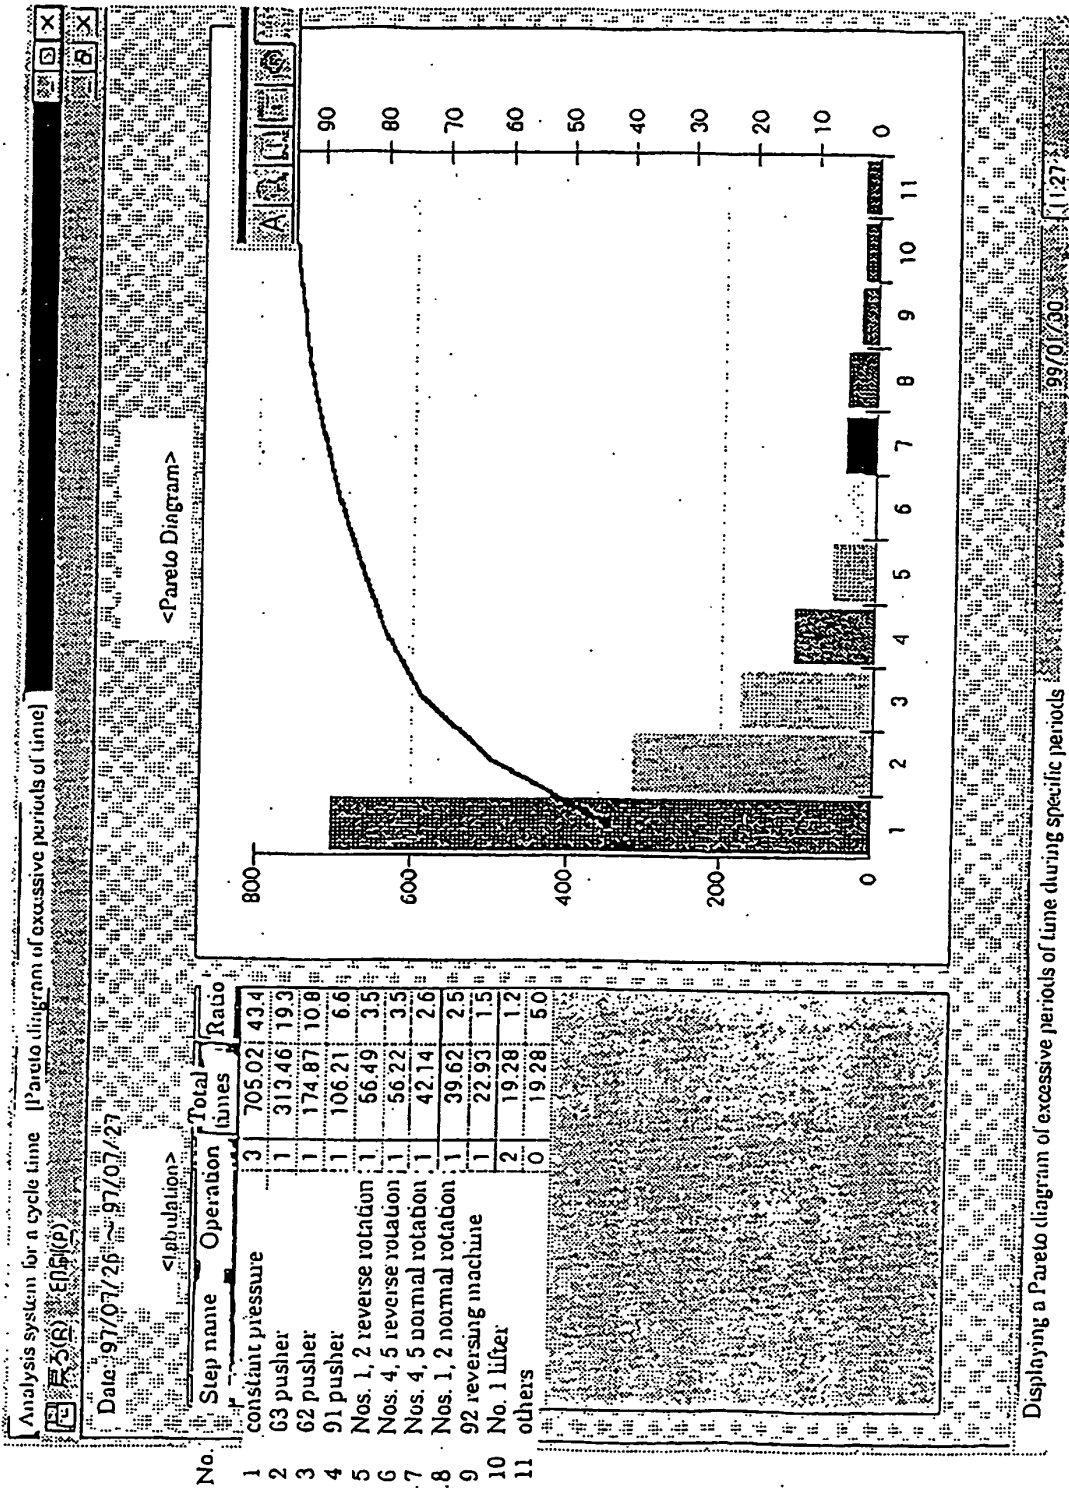 Analysis system for a cycle time [Pareto diagram of excessive periods of time]
戻る(R) 印刷(P)
Date: 97/07/26 ~ 97/07/27
<tabulation>
<Pareto Diagram>
No. Step name Operation Total times Ratio
1 constant pressure 3 705.02 43.4
2 63 pusher 1 313.46 19.3
3 62 pusher 1 174.87 10.8
4 91 pusher 1 106.21 6.6
5 Nos. 1, 2 reverse rotation 1 56.49 3.5
6 Nos. 4, 5 reverse rotation 1 56.22 3.5
7 Nos. 4, 5 normal rotation 1 42.14 2.6
8 Nos. 1, 2 normal rotation 1 39.62 2.5
9 92 reversing machine 1 22.93 1.5
10 No. 1 lifter 2 19.28 1.2
11 others 0 19.28 5.0
800
600
400
200
0
A
90
80
70
60
50
40
30
20
10
0
1 2 3 4 5 6 7 8 9 10 11
Displaying a Pareto diagram of excessive periods of time during specific periods
99/01/30
11:27